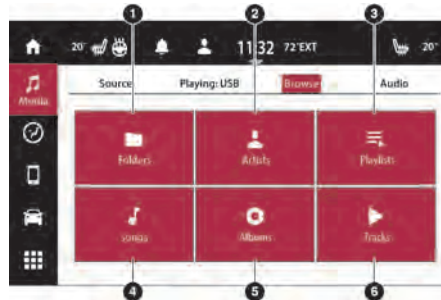 1 2 3
20° 11:32 72°EXT 20°
Media
Source Playing: USB Browse Audio
Folders Artists Playlists
Songs Albums Tracks
4 5 6